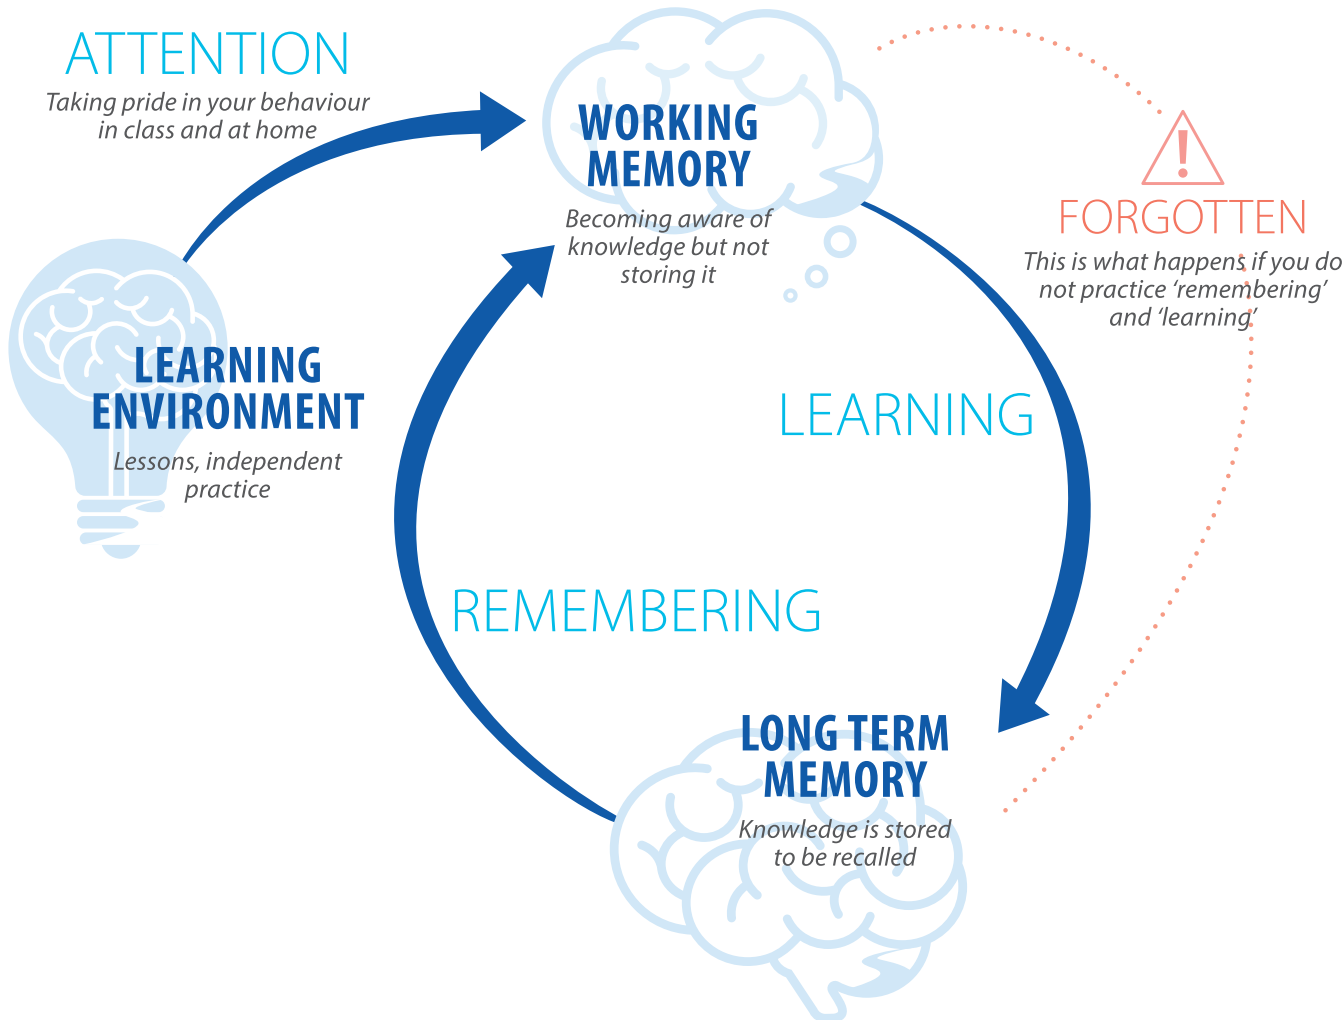 ATTENTION
Taking pride in your behaviour
in class and at home
WORKING
MEMORY
Becoming aware of
knowledge but not
storing it
FORGOTTEN
This is what happens if you do
not practice ‘remembering’
and ‘learning’
LEARNING
ENVIRONMENT
Lessons, independent
practice
LEARNING
REMEMBERING
LONG TERM
MEMORY
Knowledge is stored
to be recalled